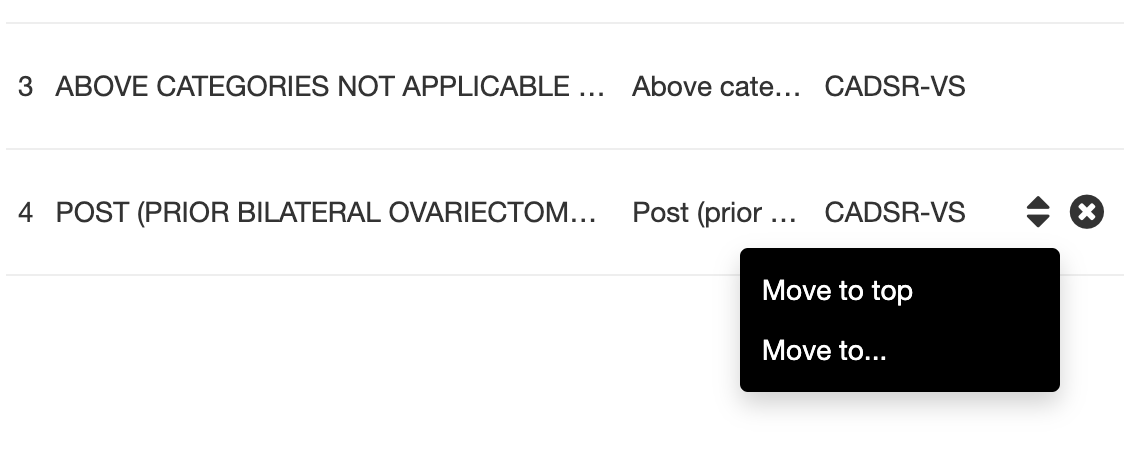 3 ABOVE CATEGORIES NOT APPLICABLE ... Above cate... CADSR-VS
4 POST (PRIOR BILATERAL OVARIECTOM... Post (prior ... CADSR-VS
Move to top
Move to...